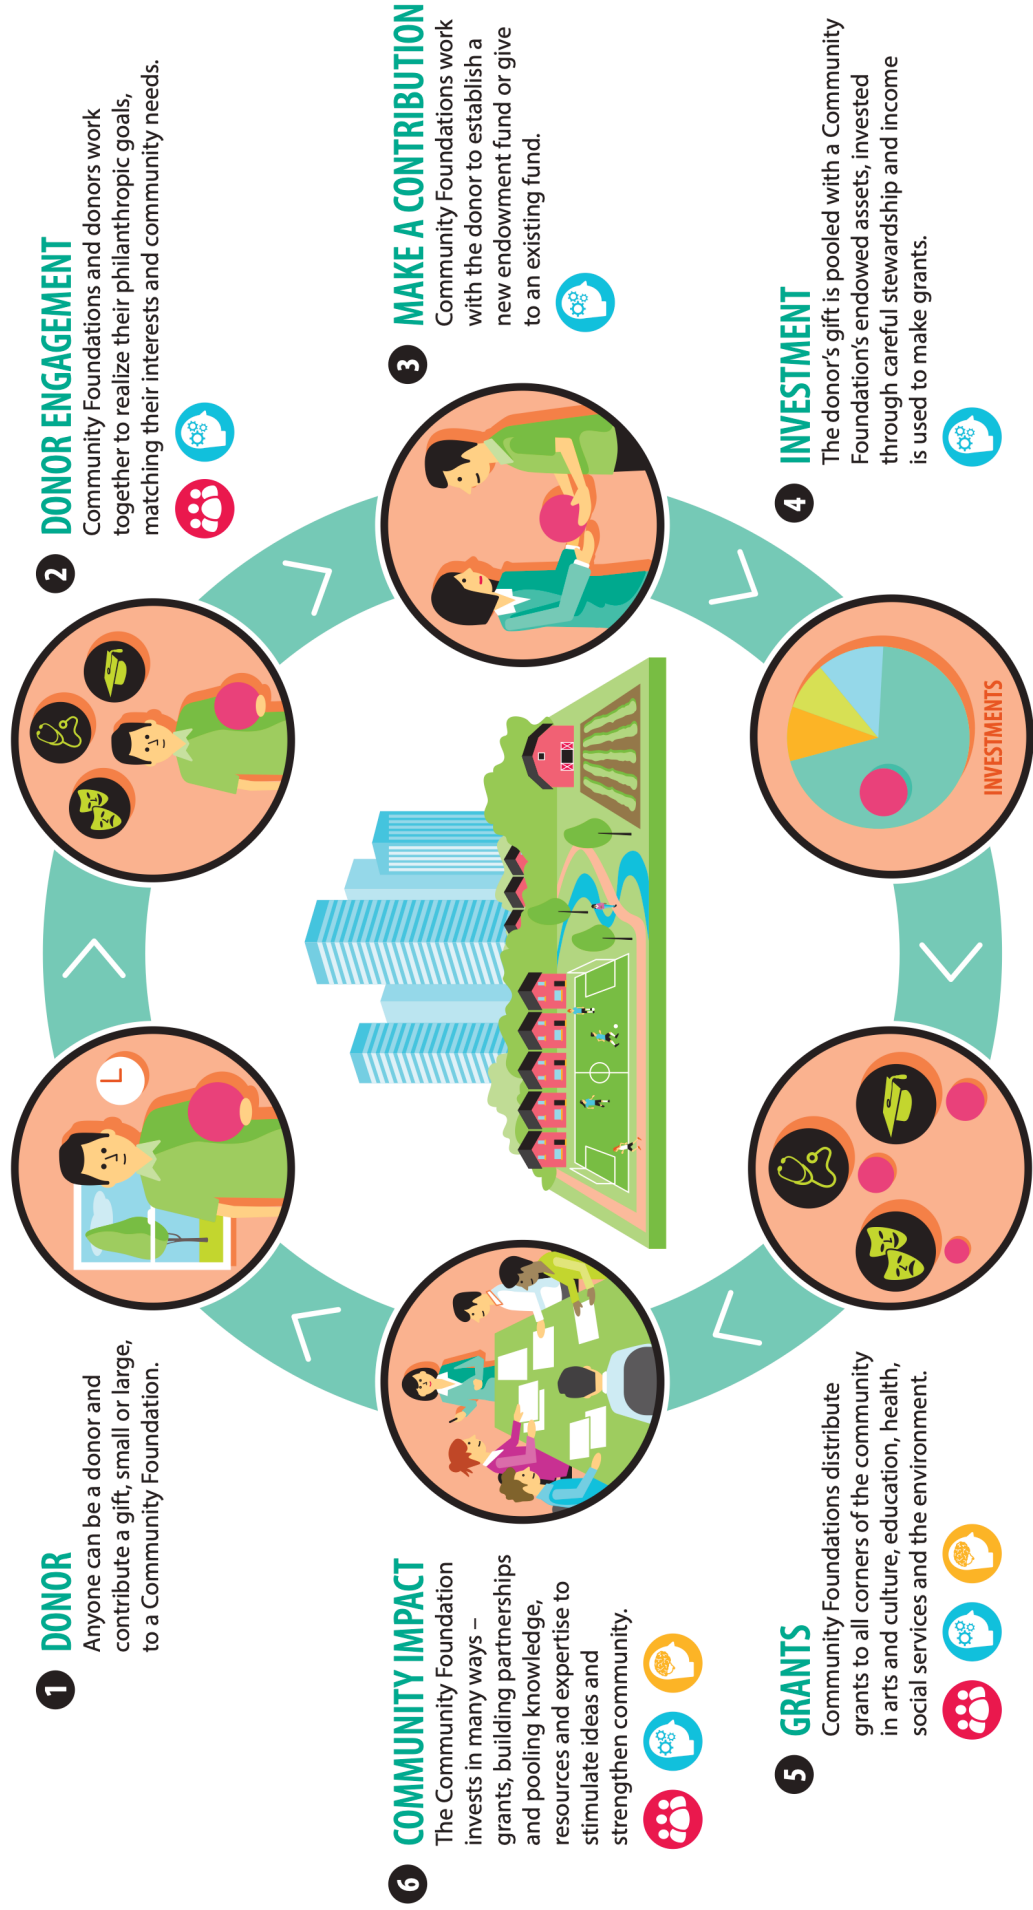 1
DONOR
Anyone can be a donor and
contribute a gift, small or large,
to a Community Foundation.
2
DONOR ENGAGEMENT
Community Foundations and donors work
together to realize their philanthropic goals,
matching their interests and community needs.
3
MAKE A CONTRIBUTION
Community Foundations work
with the donor to establish a
new endowment fund or give
to an existing fund.
4
INVESTMENT
The donor's gift is pooled with a Community
Foundation's endowed assets, invested
through careful stewardship and income
is used to make grants.
INVESTMENTS
5
GRANTS
Community Foundations distribute
grants to all corners of the community
in arts and culture, education, health,
social services and the environment.
6
COMMUNITY IMPACT
The Community Foundation
invests in many ways –
grants, building partnerships
and pooling knowledge,
resources and expertise to
stimulate ideas and
strengthen community.